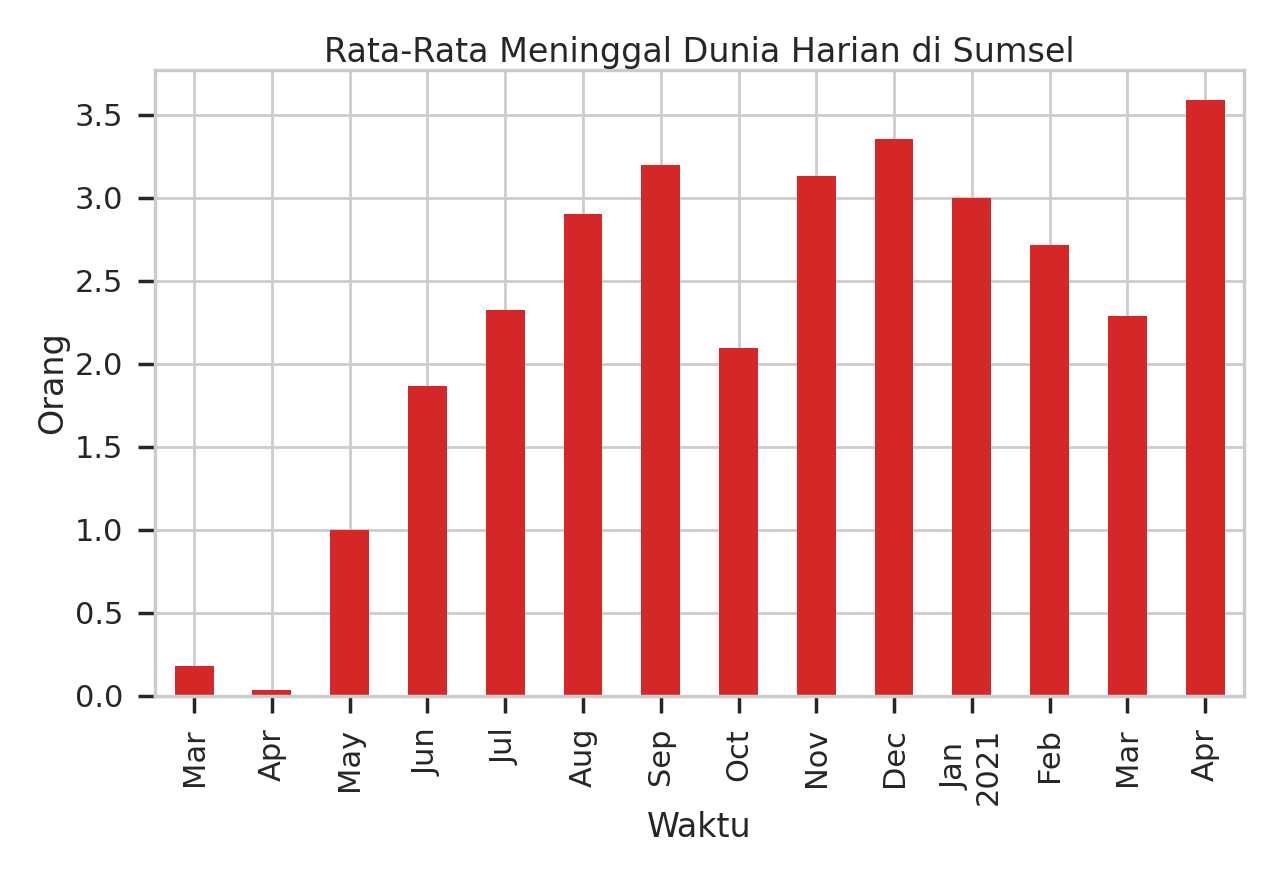 Rata-Rata Meninggal Dunia Harian di Sumsel
Orang
3.5
3.0
2.5
2.0
1.5
1.0
0.5
0.0
Mar
Apr
May
Jun
Jul
Aug
Sep
Oct
Nov
Dec
Jan
2021
Feb
Mar
Apr
Waktu